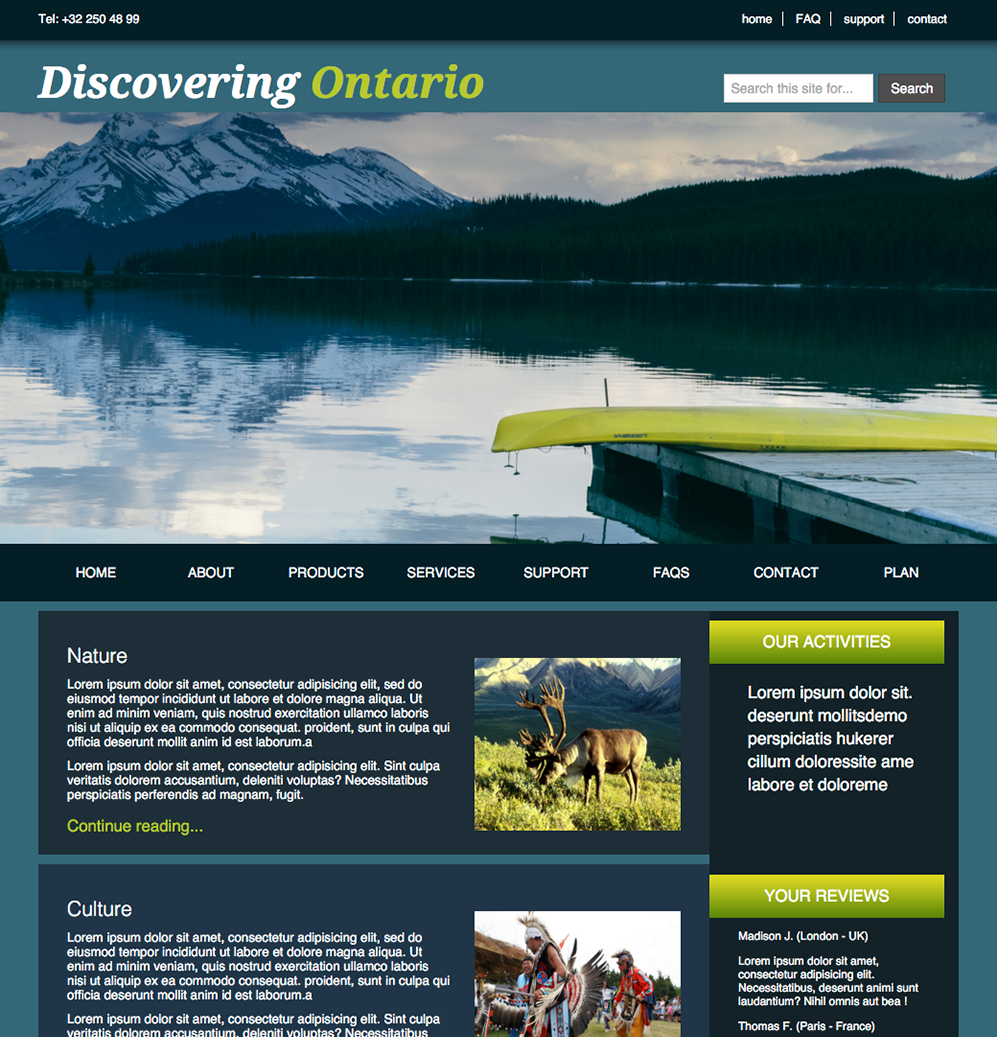 Tel: +32 250 48 99
home FAQ support contact
Discovering Ontario
Search this site for... Search
HOME ABOUT PRODUCTS SERVICES SUPPORT FAQS CONTACT PLAN
Nature
Lorem ipsum dolor sit amet, consectetur adipisicing elit, sed do
eiusmod tempor incididunt ut labore et dolore magna aliqua. Ut
enim ad minim veniam, quis nostrud exercitation ullamco laboris
nisi ut aliquip ex ea commodo consequat. proident, sunt in culpa qui
officia deserunt mollit anim id est laborum.a
Lorem ipsum dolor sit amet, consectetur adipisicing elit. Sint culpa
veritatis dolorem accusantium, deleniti voluptas? Necessitatibus
perspiciatis perferendis ad magnam, fugit.
Continue reading...
Culture
Lorem ipsum dolor sit amet, consectetur adipisicing elit, sed do
eiusmod tempor incididunt ut labore et dolore magna aliqua. Ut
enim ad minim veniam, quis nostrud exercitation ullamco laboris
nisi ut aliquip ex ea commodo consequat. proident, sunt in culpa qui
officia deserunt mollit anim id est laborum.a
Lorem ipsum dolor sit amet, consectetur adipisicing elit. Sint culpa
veritatis dolorem accusantium, deleniti voluptas? Necessitatibus
OUR ACTIVITIES
Lorem ipsum dolor sit.
deserunt mollitsdemo
perspiciatis hukerer
cillum doloressite ame
labore et doloreme
YOUR REVIEWS
Madison J. (London - UK)
Lorem ipsum dolor sit amet,
consectetur adipisicing elit.
Necessitatibus, deserunt animi sunt
laudantium? Nihil omnis aut bea !
Thomas F. (Paris - France)